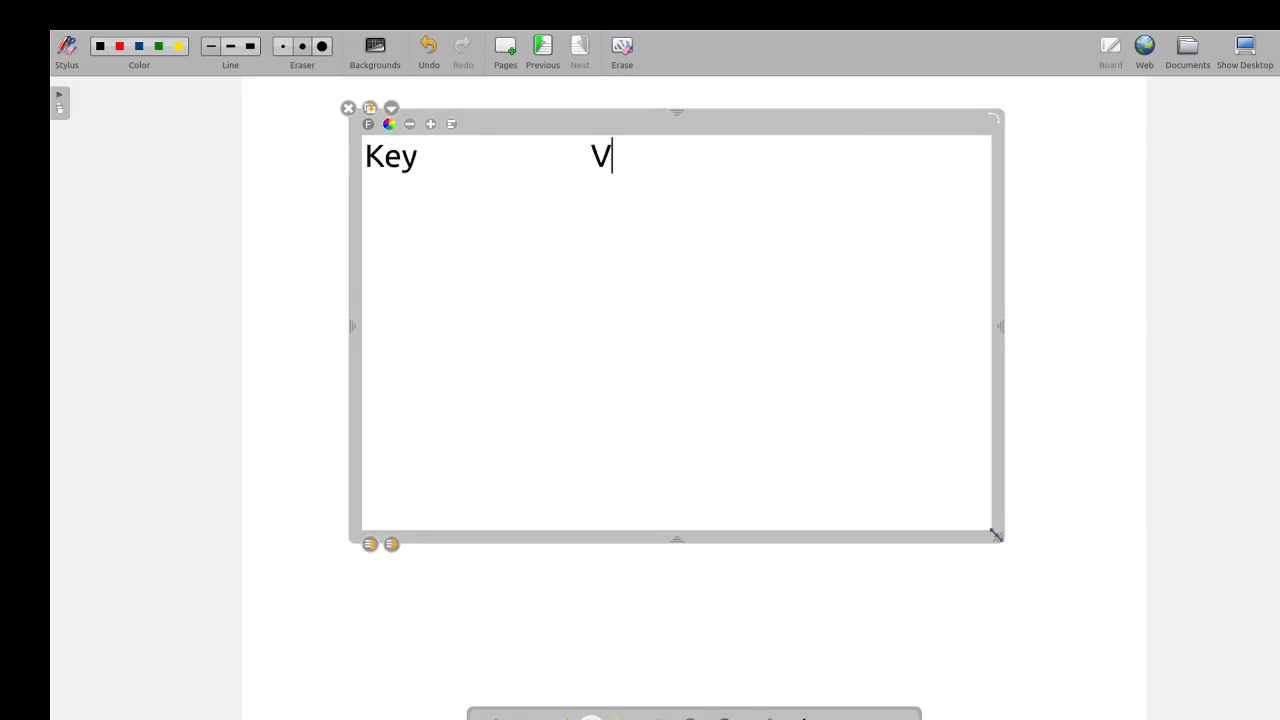 Stylus Color Line Eraser Backgrounds Undo Redo Pages Previous Next Erase Board Web Documents Show Desktop
F
Key V